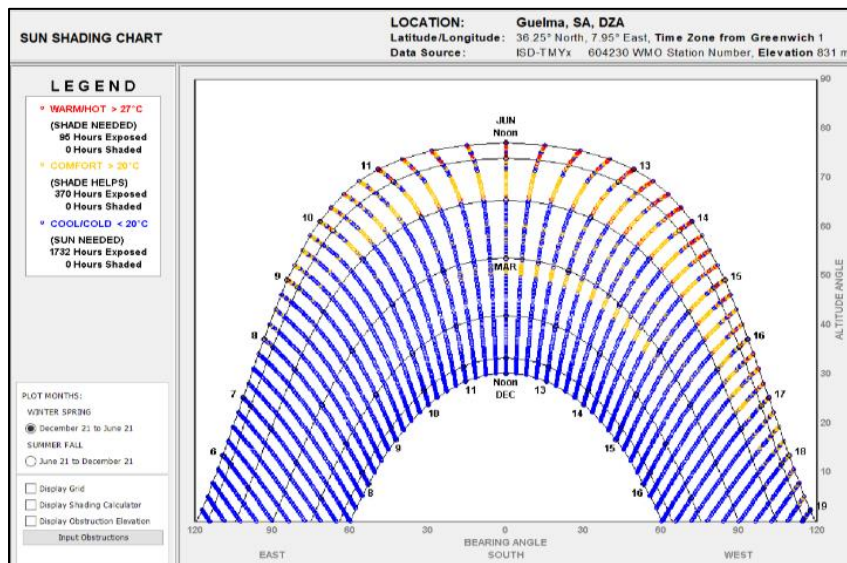 SUN SHADING CHART
LOCATION: Guelma, SA, DZA
Latitude/Longitude: 36.25° North, 7.95° East, Time Zone from Greenwich 1
Data Source: ISD-TMYx 604230 WMO Station Number, Elevation 831 m
LEGEND
WARM/HOT > 27°C
(SHADE NEEDED)
95 Hours Exposed
0 Hours Shaded
COMFORT > 20°C
(SHADE HELPS)
370 Hours Exposed
0 Hours Shaded
COOL/COLD < 20°C
(SUN NEEDED)
1732 Hours Exposed
0 Hours Shaded
PLOT MONTHS:
WINTER SPRING
December 21 to June 21
SUMMER FALL
June 21 to December 21
Display Grid
Display Shading Calculator
Display Obstruction Elevation
Input Obstructions
90
80
70
60
50
40
30
20
10
ALTITUDE ANGLE
JUN
Noon
11
13
10
14
9
15
8
16
7
17
6
18
19
MAR
Noon
DEC
11
13
10
14
9
15
8
16
120
90
60
30
0
30
60
90
120
BEARING ANGLE
EAST
SOUTH
WEST